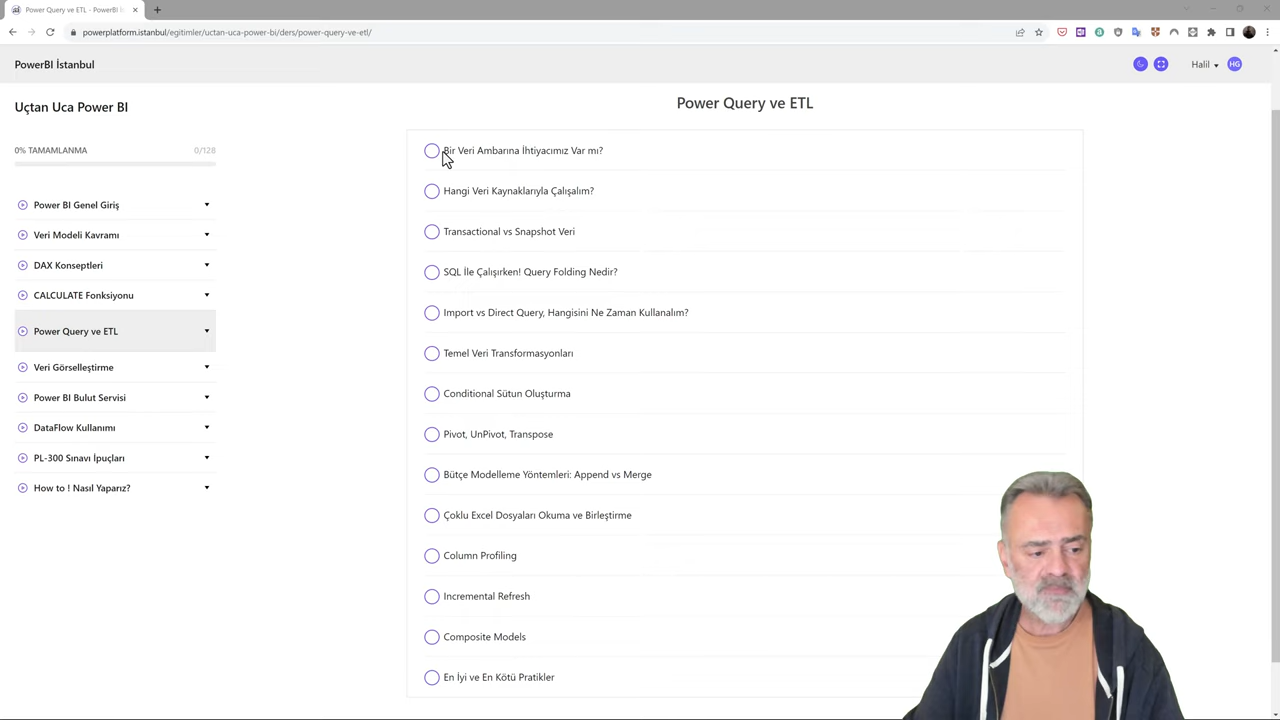 Power Query ve ETL - PowerBI İs
powerplatform.istanbul/egitimler/uctan-uca-power-bi/ders/power-query-ve-etl/
PowerBI İstanbul
Halil
HG
Uçtan Uca Power BI
0% TAMAMLANMA
0/128
Power BI Genel Giriş
Veri Modeli Kavramı
DAX Konseptleri
CALCULATE Fonksiyonu
Power Query ve ETL
Veri Görselleştirme
Power BI Bulut Servisi
DataFlow Kullanımı
PL-300 Sınavı İpuçları
How to ! Nasıl Yaparız?
Power Query ve ETL
Bir Veri Ambarına İhtiyacımız Var mı?
Hangi Veri Kaynaklarıyla Çalışalım?
Transactional vs Snapshot Veri
SQL İle Çalışırken! Query Folding Nedir?
Import vs Direct Query, Hangisini Ne Zaman Kullanalım?
Temel Veri Transformasyonları
Conditional Sütun Oluşturma
Pivot, UnPivot, Transpose
Bütçe Modelleme Yöntemleri: Append vs Merge
Çoklu Excel Dosyaları Okuma ve Birleştirme
Column Profiling
Incremental Refresh
Composite Models
En İyi ve En Kötü Pratikler